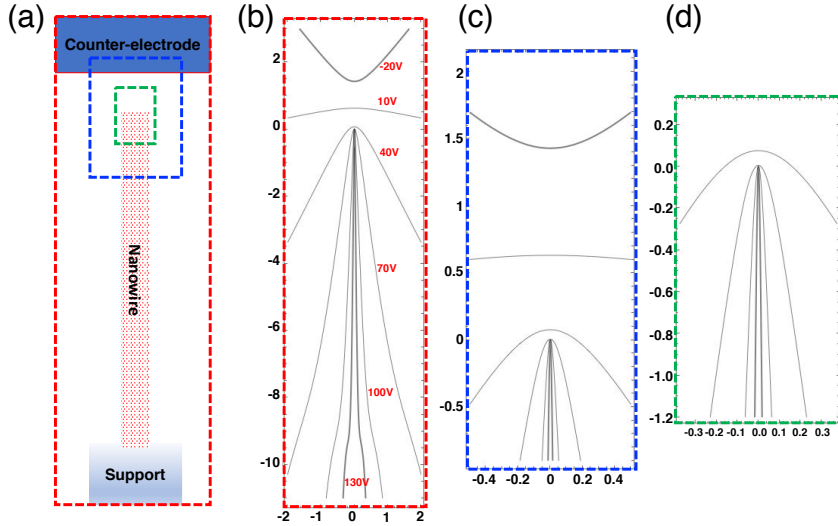 (a)
Counter-electrode
Nanowire
Support
(b)
2
0
-2
-4
-6
-8
-10
-2 -1 0 1 2
-20V
10V
40V
70V
100V
130V
(c)
2
1.5
1
0.5
0
-0.5
-0.4 -0.2 0 0.2 0.4
(d)
0.2
0.0
-0.2
-0.4
-0.6
-0.8
-1.0
-1.2
-0.3 -0.2 -0.1 0.0 0.1 0.2 0.3